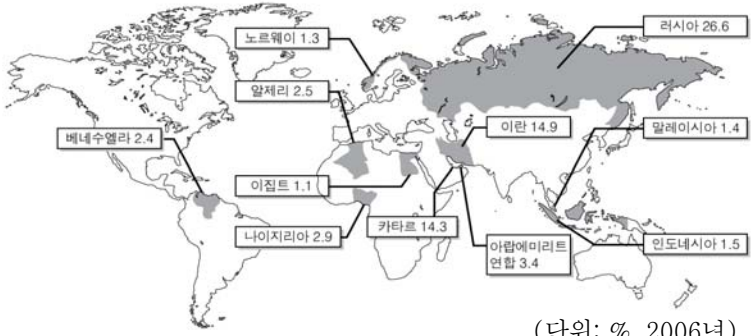 노르웨이 1.3
러시아 26.6
알제리 2.5
베네수엘라 2.4
이란 14.9
말레이시아 1.4
이집트 1.1
나이지리아 2.9
카타르 14.3
아랍에미리트
연합 3.4
인도네시아 1.5
(단위: %, 2006년)